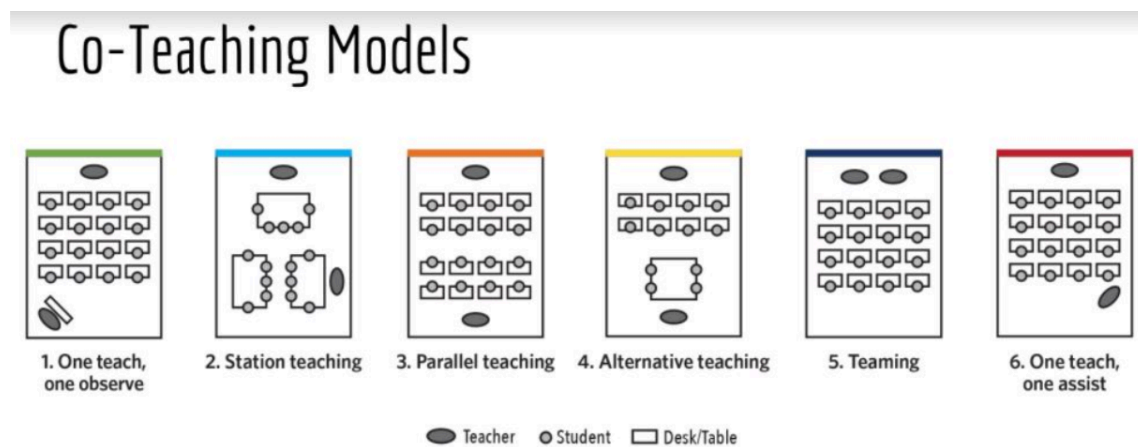 Co-Teaching Models
1. One teach,
one observe
2. Station teaching
3. Parallel teaching
4. Alternative teaching
5. Teaming
6. One teach,
one assist
Teacher
Student
Desk/Table